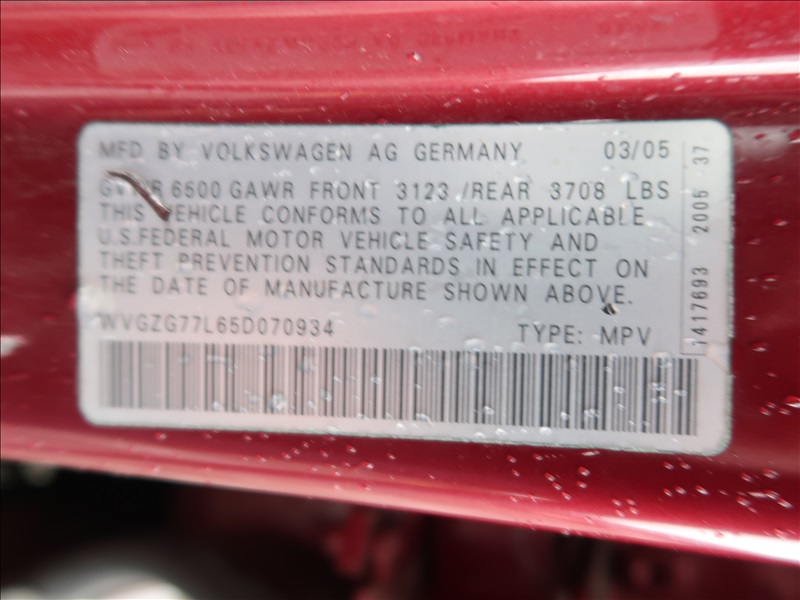 MFD BY VOLKSWAGEN AG GERMANY 03/05
6500 GAWR FRONT 3123 /REAR 3708 LBS
THIS VEHICLE CONFORMS TO ALL APPLICABLE
U.S.FEDERAL MOTOR VEHICLE SAFETY AND
THEFT PREVENTION STANDARDS IN EFFECT ON
THE DATE OF MANUFACTURE SHOWN ABOVE.
WVGZG77L65D070934 TYPE: MPV
1417693 2005 37